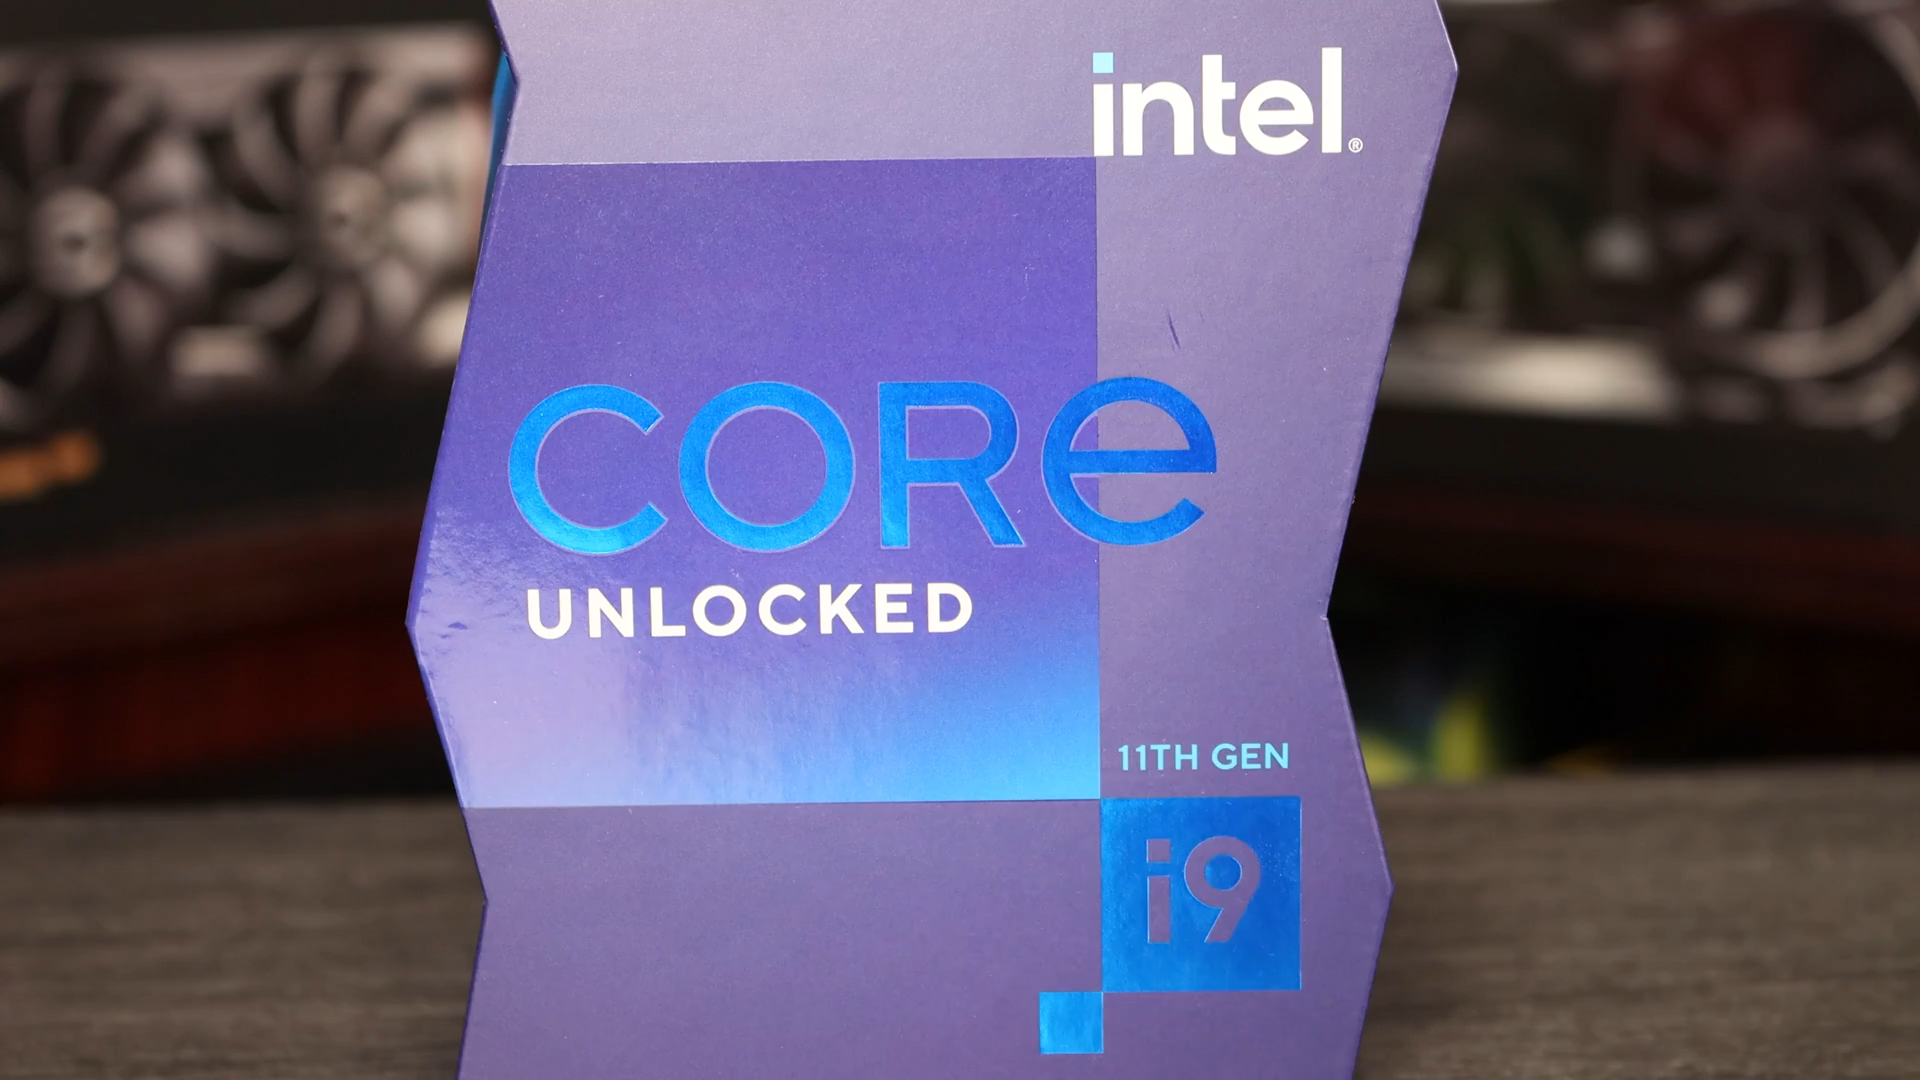 intel®
CORe
UNLOCKED
11TH GEN
i9